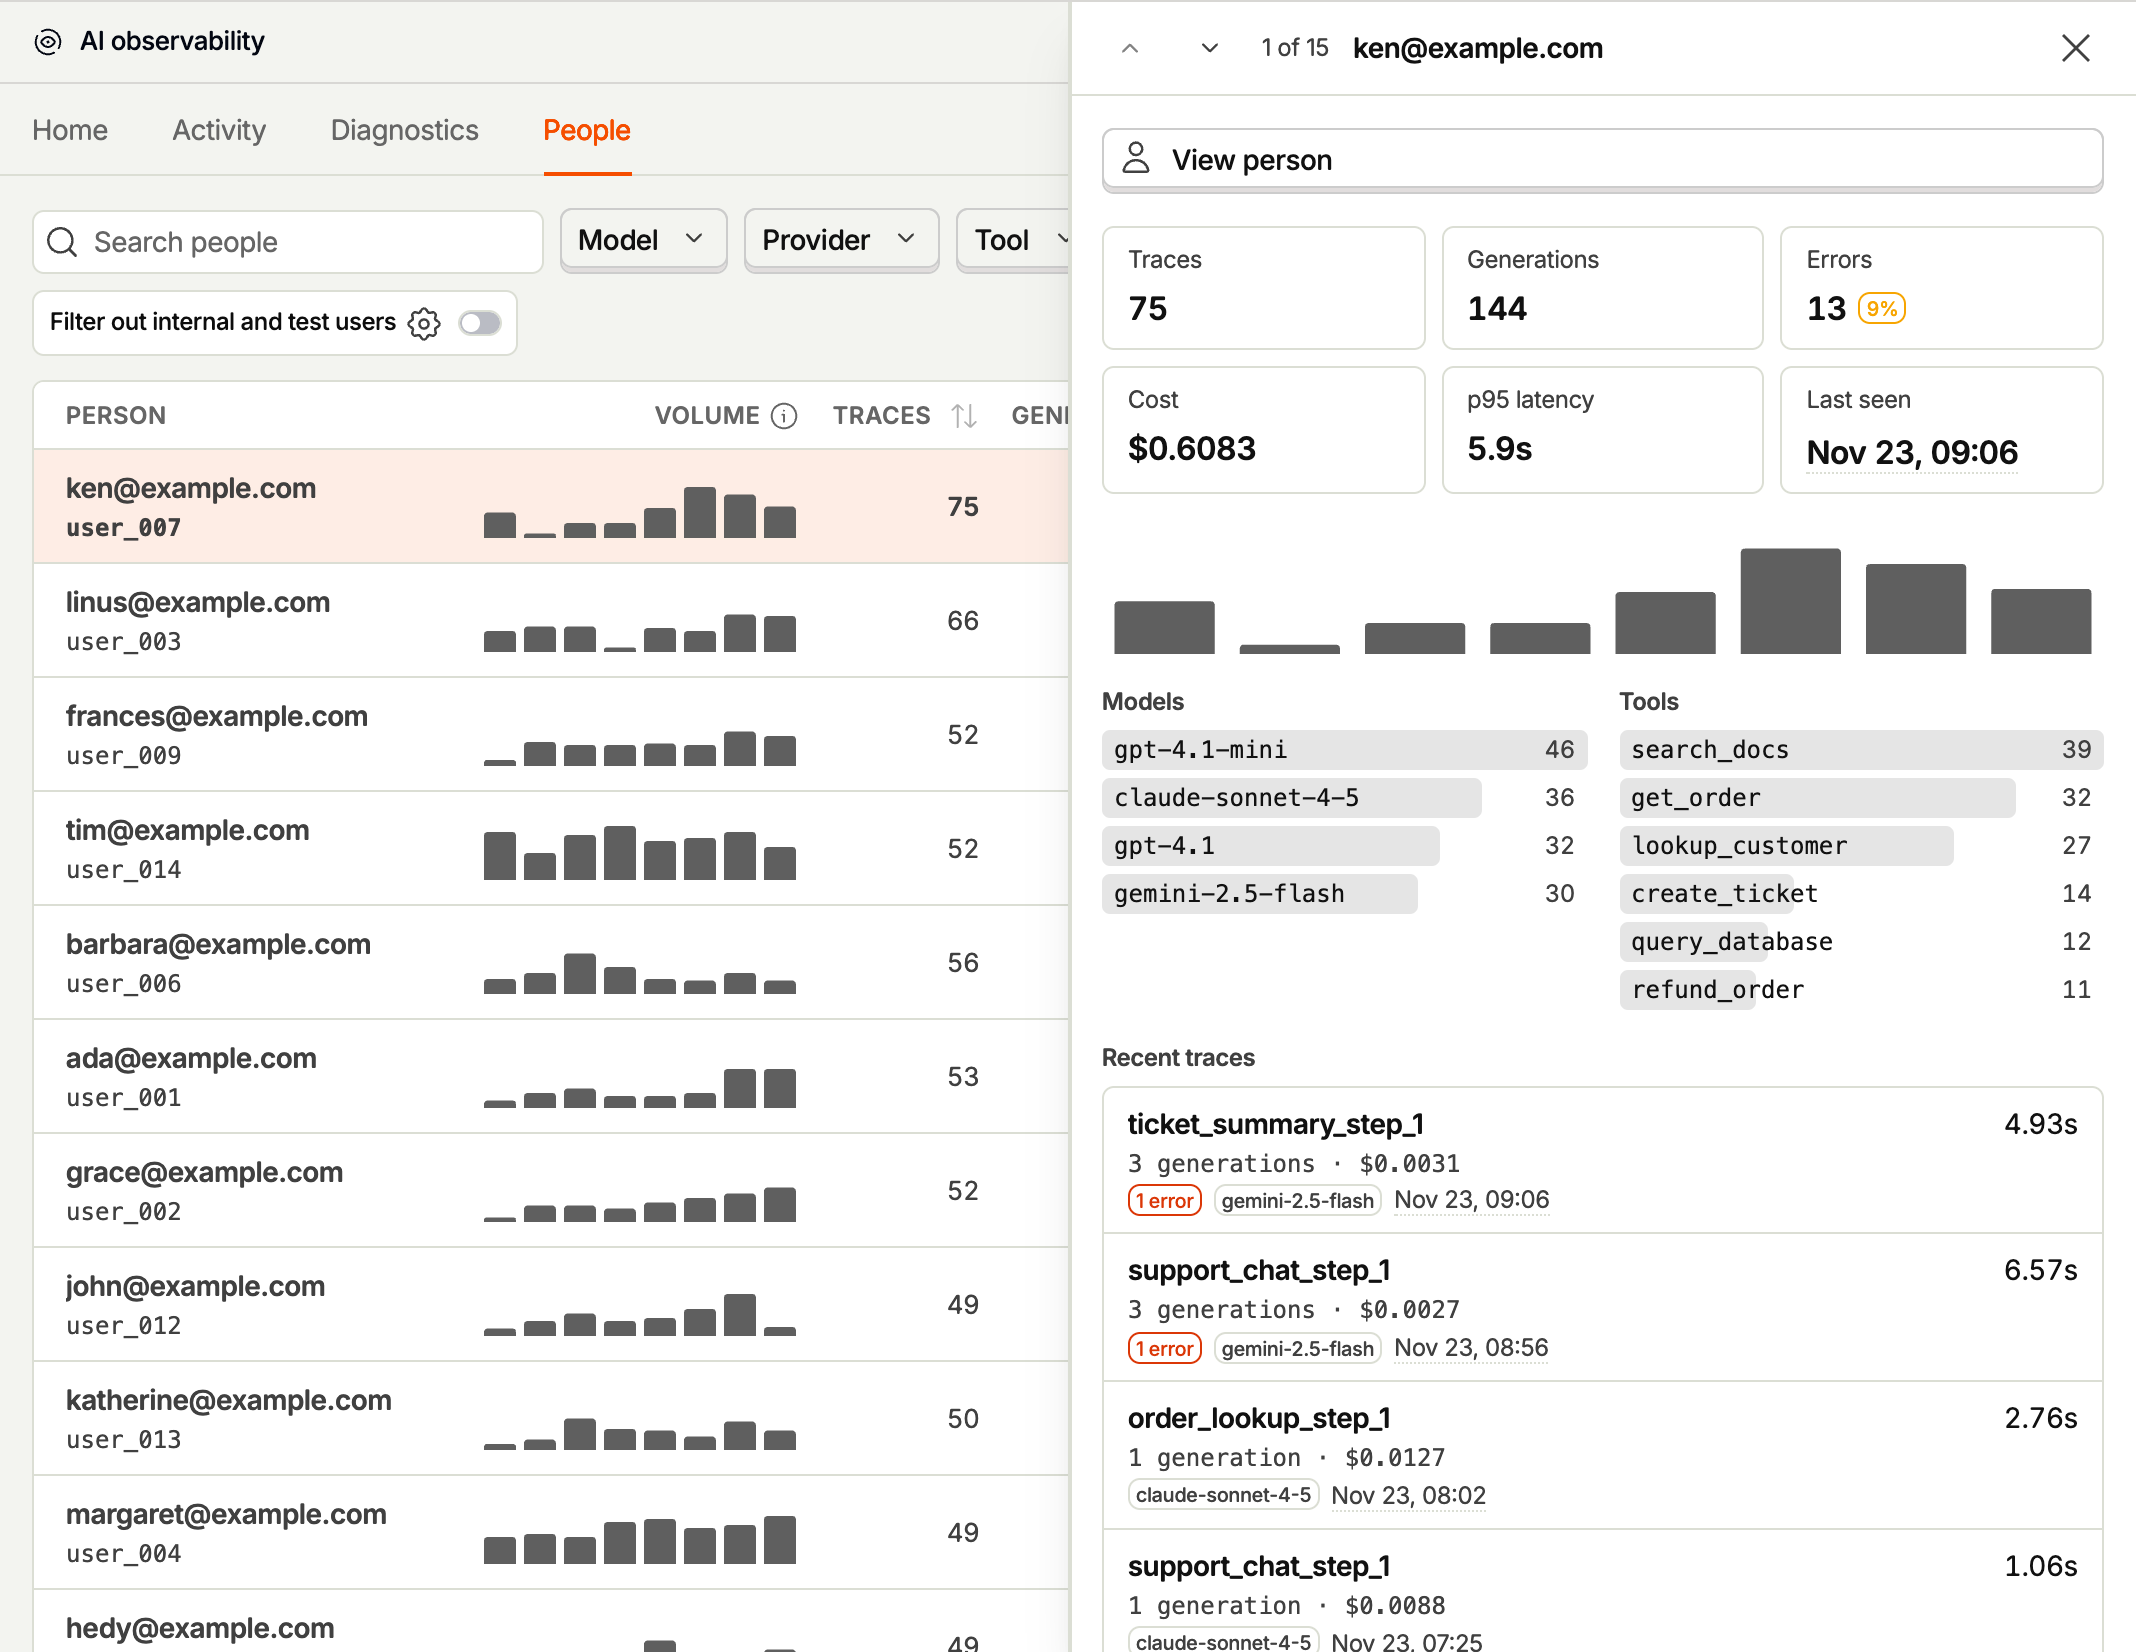 AI observability
Home Activity Diagnostics People
Search people
Model Provider Tool
Filter out internal and test users
PERSON VOLUME TRACES
ken@example.com
user_007
75
linus@example.com
user_003
66
frances@example.com
user_009
52
tim@example.com
user_014
52
barbara@example.com
user_006
56
ada@example.com
user_001
53
grace@example.com
user_002
52
john@example.com
user_012
49
katherine@example.com
user_013
50
margaret@example.com
user_004
49
hedy@example.com
49
1 of 15 ken@example.com
View person
Traces
75
Generations
144
Errors
13 9%
Cost
$0.6083
p95 latency
5.9s
Last seen
Nov 23, 09:06
Models
gpt-4.1-mini 46
claude-sonnet-4-5 36
gpt-4.1 32
gemini-2.5-flash 30
Tools
search_docs 39
get_order 32
lookup_customer 27
create_ticket 14
query_database 12
refund_order 11
Recent traces
ticket_summary_step_1 4.93s
3 generations · $0.0031
1 error gemini-2.5-flash Nov 23, 09:06
support_chat_step_1 6.57s
3 generations · $0.0027
1 error gemini-2.5-flash Nov 23, 08:56
order_lookup_step_1 2.76s
1 generation · $0.0127
claude-sonnet-4-5 Nov 23, 08:02
support_chat_step_1 1.06s
1 generation · $0.0088
claude-sonnet-4-5 Nov 23, 07:25